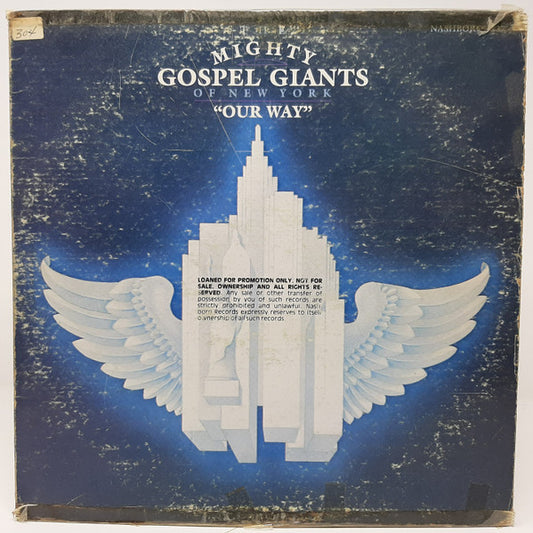 304
NASHBORO
MIGHTY
GOSPEL GIANTS
OF NEW YORK
“OUR WAY”
LOANED FOR PROMOTION ONLY. NOT FOR
SALE. OWNERSHIP AND ALL RIGHTS RE-
SERVED. Any sale or other transfer of
possession by you of such records are
strictly prohibited and unlawful. Nash-
boro Records expressly reserves to itself
ownership of all such records